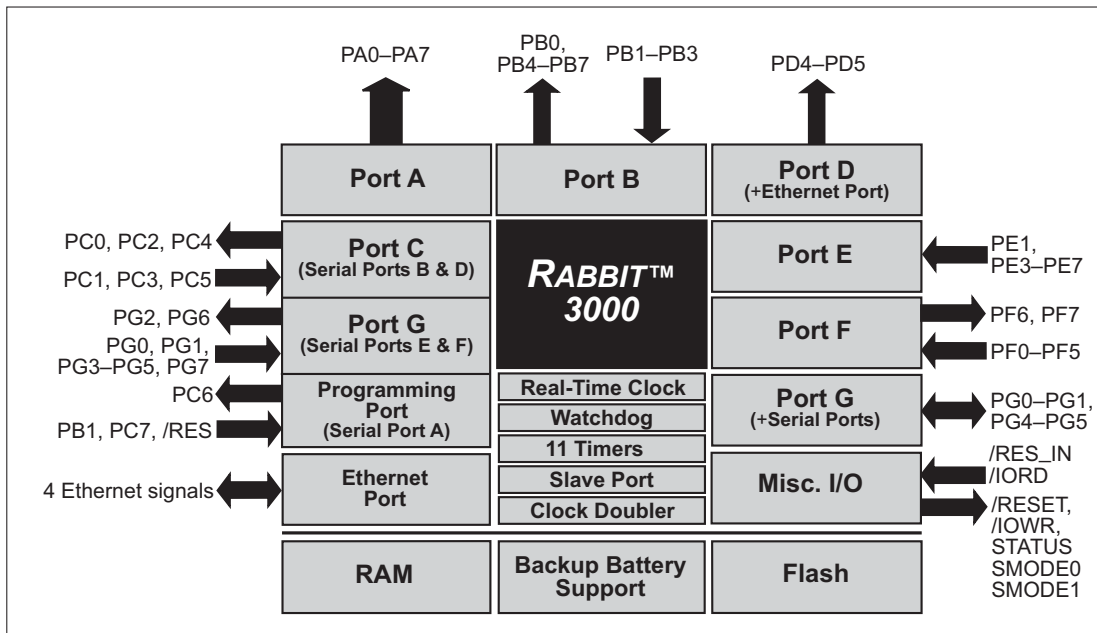 PA0–PA7
PB0,
PB4–PB7
PB1–PB3
PD4–PD5
Port A
Port B
Port D
(+Ethernet Port)
PC0, PC2, PC4
PC1, PC3, PC5
Port C
(Serial Ports B & D)
RABBIT™
3000
Port E
PE1,
PE3–PE7
PG2, PG6
PG0, PG1,
PG3–PG5, PG7
Port G
(Serial Ports E & F)
Port F
PF6, PF7
PF0–PF5
PC6
PB1, PC7, /RES
Programming
Port
(Serial Port A)
Real-Time Clock
Watchdog
11 Timers
Slave Port
Clock Doubler
Port G
(+Serial Ports)
PG0–PG1,
PG4–PG5
4 Ethernet signals
Ethernet
Port
Misc. I/O
/RES_IN
/IORD
/RESET,
/IOWR,
STATUS
SMODE0
SMODE1
RAM
Backup Battery
Support
Flash